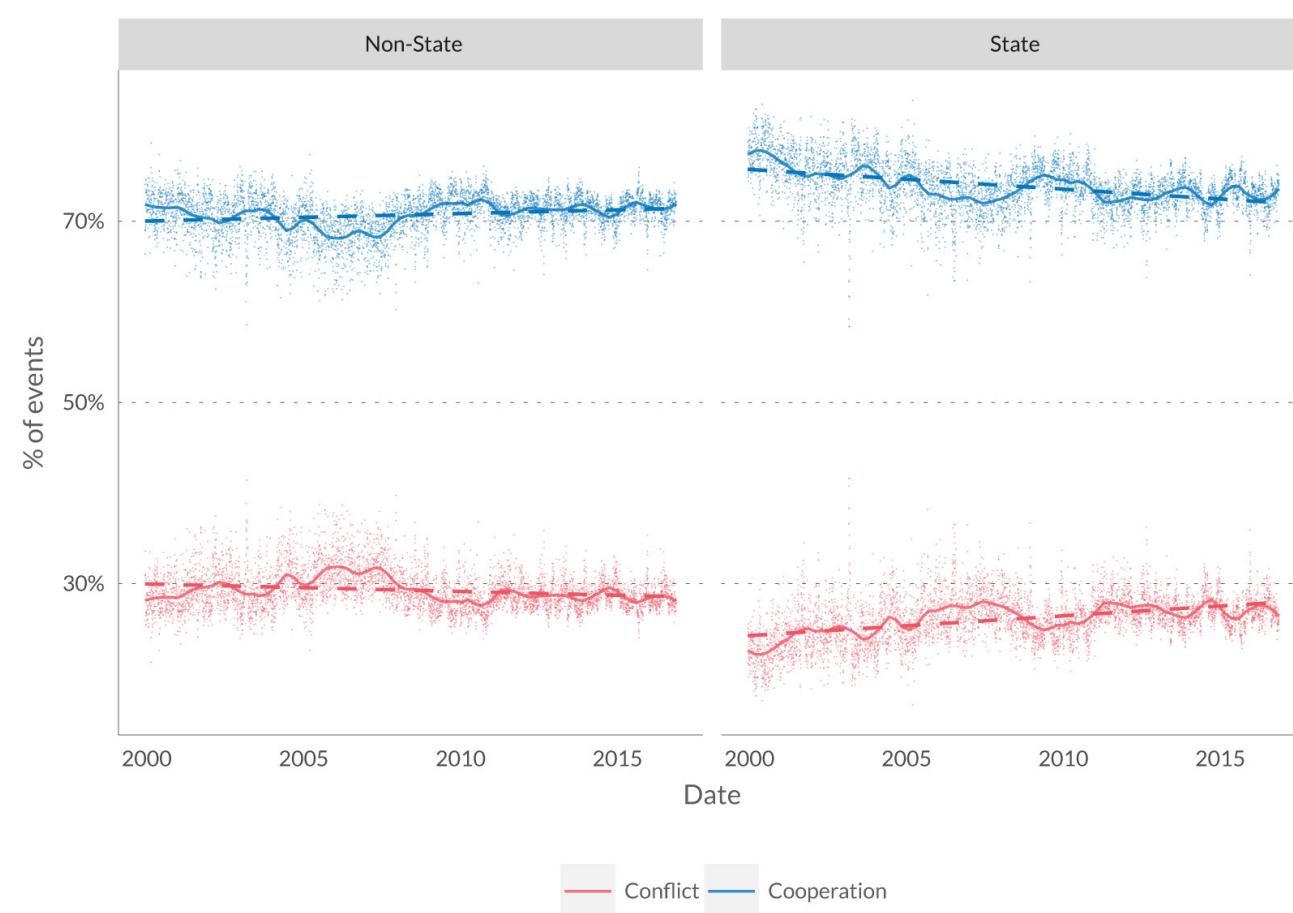 Non-State State
% of events
70%
50%
30%
2000 2005 2010 2015 2000 2005 2010 2015
Date
Conflict Cooperation